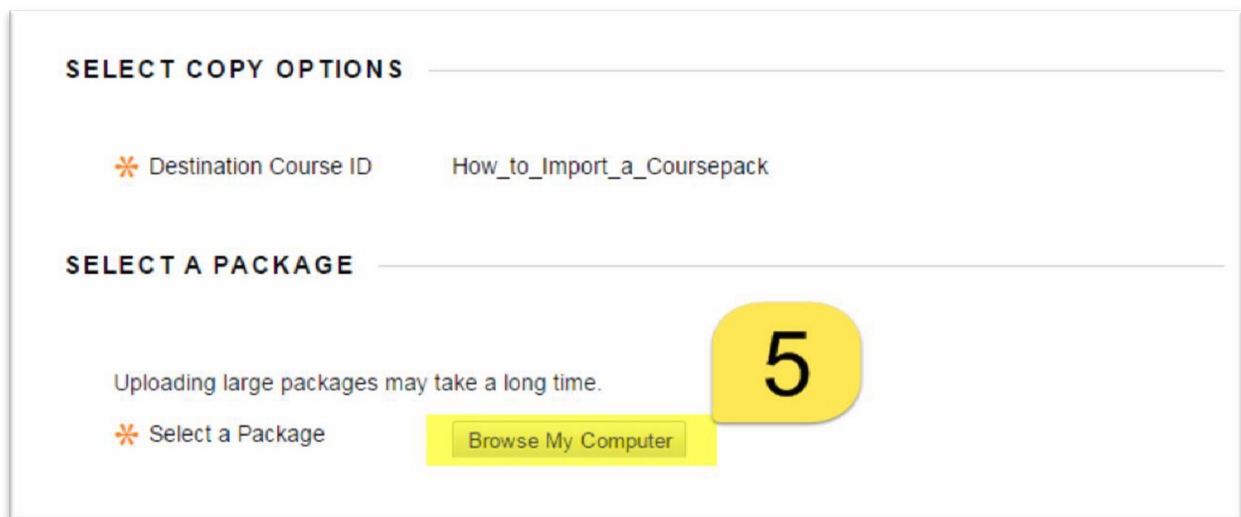 SELECT COPY OPTIONS
Destination Course ID How_to_Import_a_Coursepack
SELECT A PACKAGE
5
Uploading large packages may take a long time.
Select a Package Browse My Computer